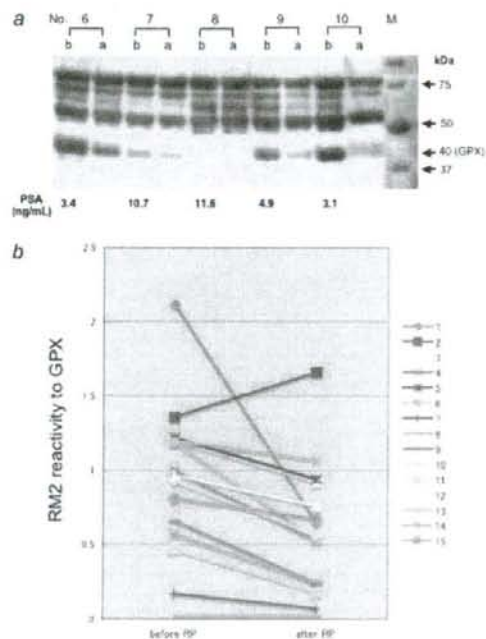 a
No. 6 7 8 9 10 M
b a b a b a b a b a
kDa
75
50
40 (GPX)
37
PSA 3.4 10.7 11.6 4.9 3.1
(ng/mL)
b
RM2 reactivity to GPX
2.5
2
1.5
1
0.5
0
before RP after RP
1
2
3
4
5
6
7
8
9
10
11
12
13
14
15